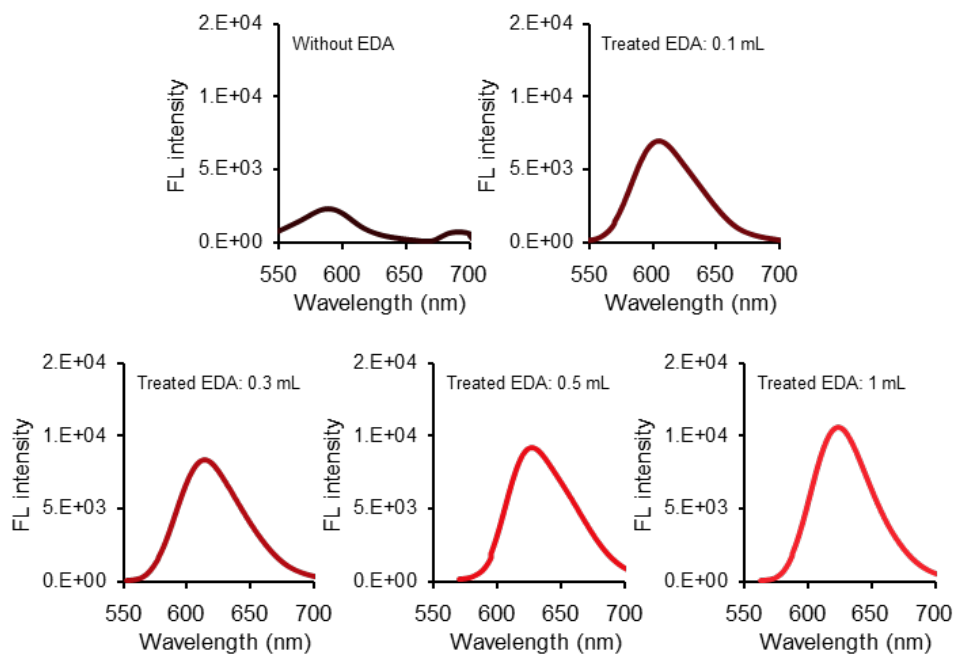 Without EDA
FL intensity
2.E+04
1.E+04
5.E+03
0.E+00
550 600 650 700
Wavelength (nm)
Treated EDA: 0.1 mL
FL intensity
2.E+04
1.E+04
5.E+03
0.E+00
550 600 650 700
Wavelength (nm)
Treated EDA: 0.3 mL
FL intensity
2.E+04
1.E+04
5.E+03
0.E+00
550 600 650 700
Wavelength (nm)
Treated EDA: 0.5 mL
FL intensity
2.E+04
1.E+04
5.E+03
0.E+00
550 600 650 700
Wavelength (nm)
Treated EDA: 1 mL
FL intensity
2.E+04
1.E+04
5.E+03
0.E+00
550 600 650 700
Wavelength (nm)